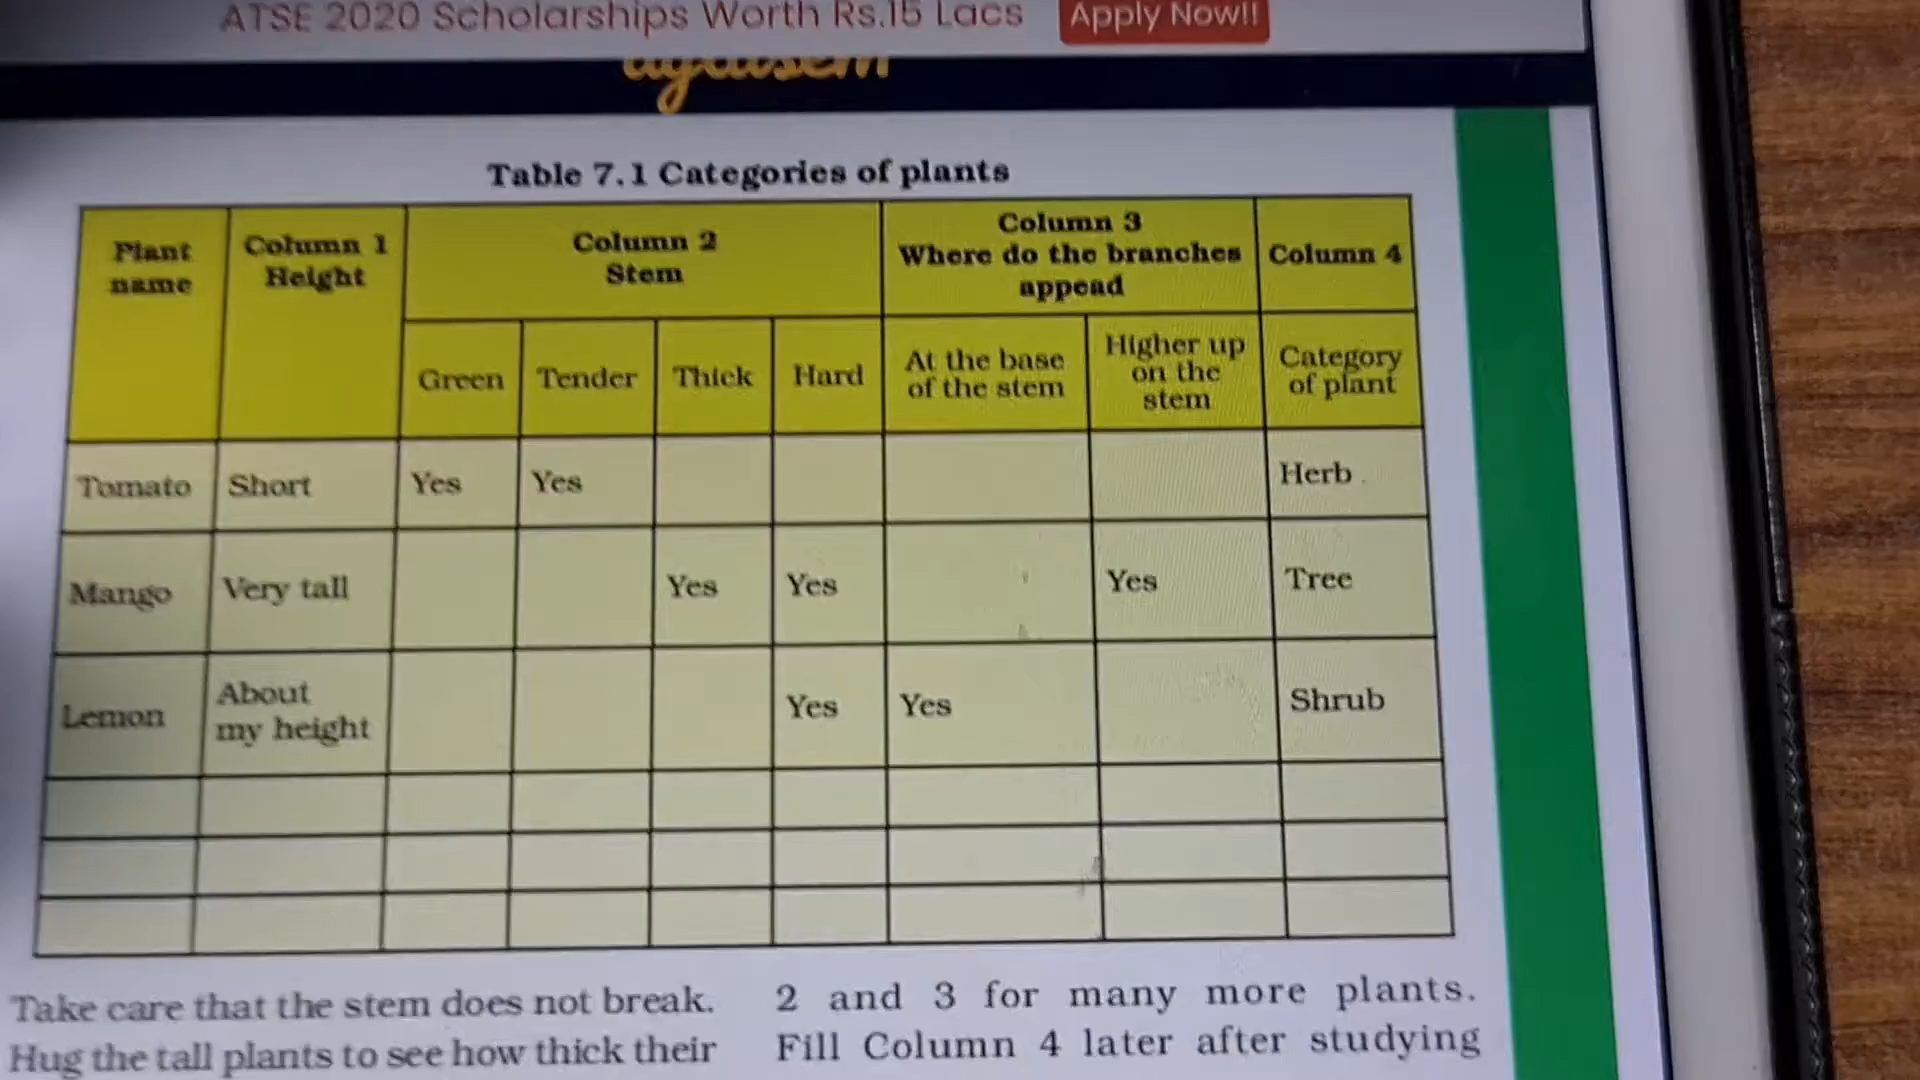 ATSE 2020 Scholarships Worth Rs.15 Lacs Apply Now!!
aglasem
Table 7.1 Categories of plants
Plant name Column 1 Height Column 2 Stem Column 3 Where do the branches appead Column 4
Green Tender Thick Hard At the base of the stem Higher up on the stem Category of plant
Tomato Short Yes Yes Herb
Mango Very tall Yes Yes Yes Tree
Lemon About my height Yes Yes Shrub
Take care that the stem does not break.
Hug the tall plants to see how thick their
2 and 3 for many more plants.
Fill Column 4 later after studying